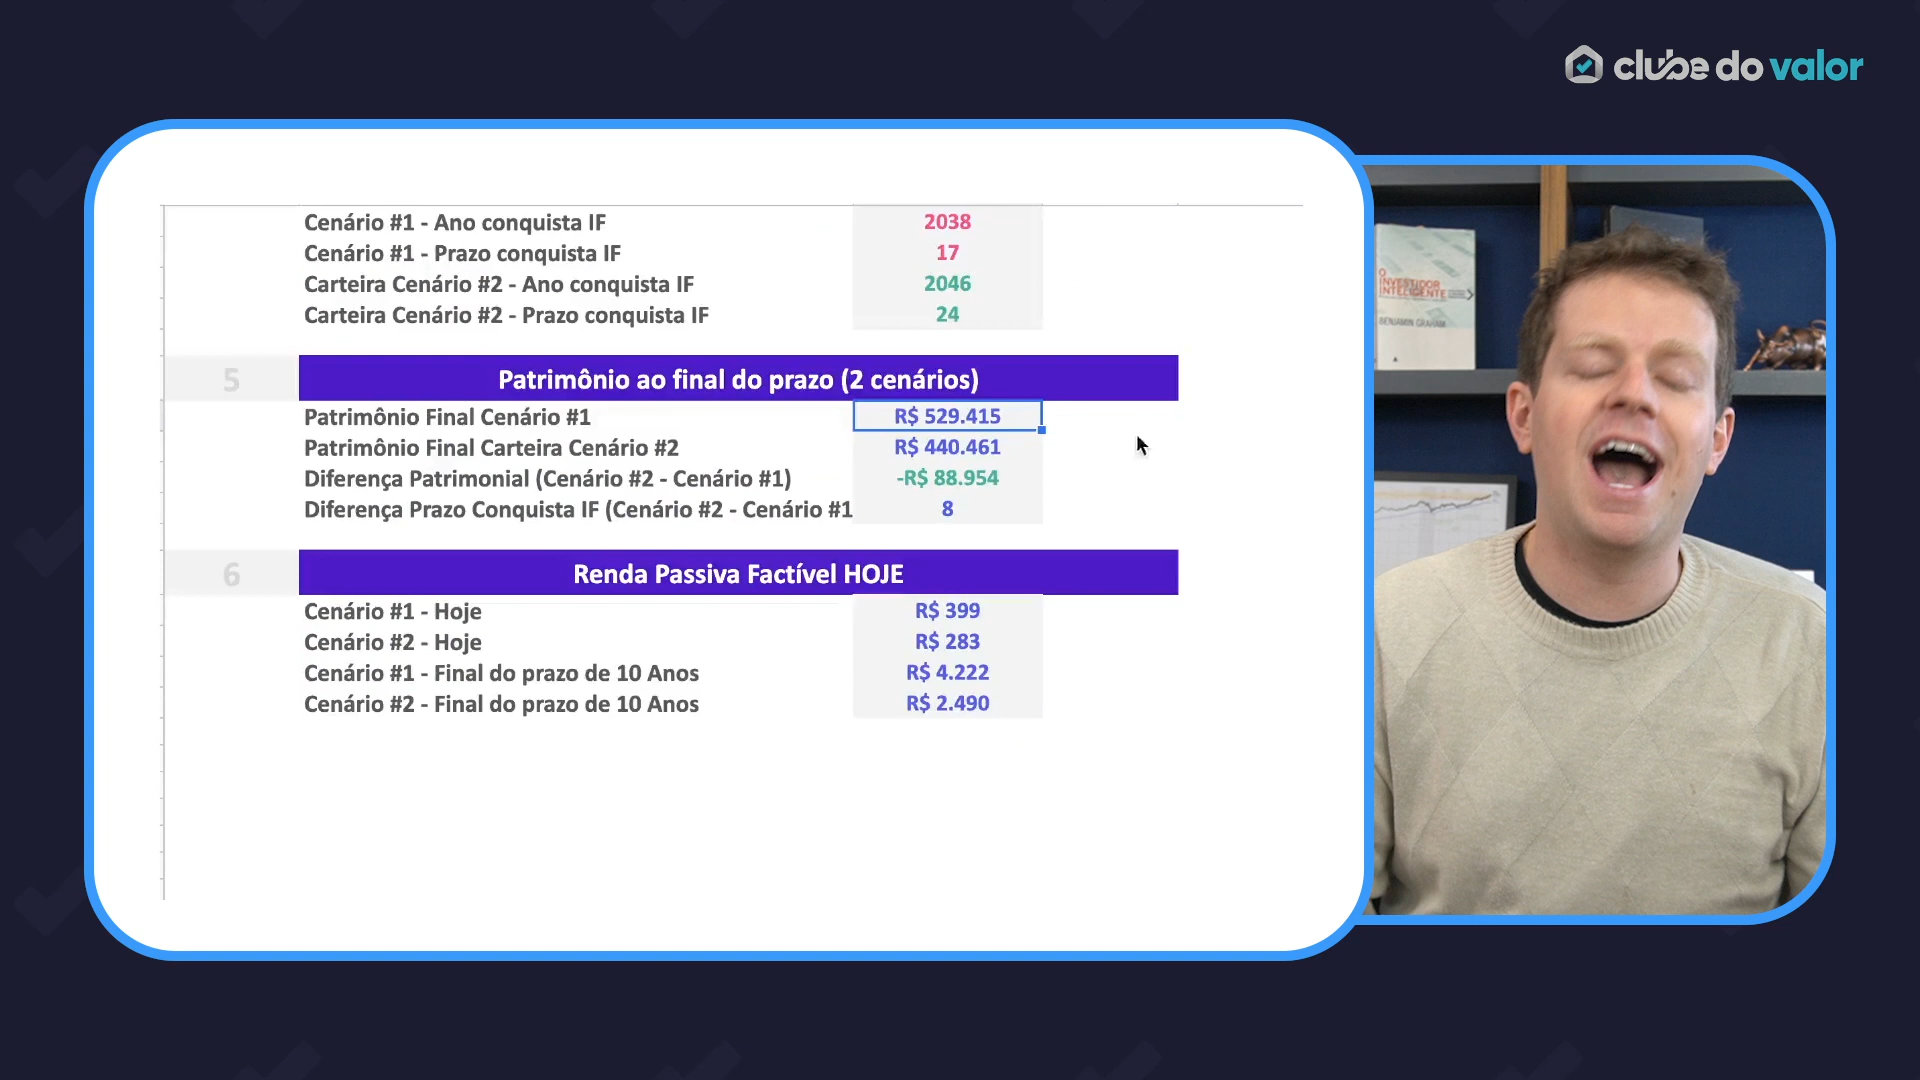 clube do valor
Cenário #1 - Ano conquista IF 2038
Cenário #1 - Prazo conquista IF 17
Carteira Cenário #2 - Ano conquista IF 2046
Carteira Cenário #2 - Prazo conquista IF 24
5 Patrimônio ao final do prazo (2 cenários)
Patrimônio Final Cenário #1 R$ 529.415
Patrimônio Final Carteira Cenário #2 R$ 440.461
Diferença Patrimonial (Cenário #2 - Cenário #1) -R$ 88.954
Diferença Prazo Conquista IF (Cenário #2 - Cenário #1 8
6 Renda Passiva Factível HOJE
Cenário #1 - Hoje R$ 399
Cenário #2 - Hoje R$ 283
Cenário #1 - Final do prazo de 10 Anos R$ 4.222
Cenário #2 - Final do prazo de 10 Anos R$ 2.490
O
INVESTIDOR
INTELIGENTE
BENJAMIN GRAHAM